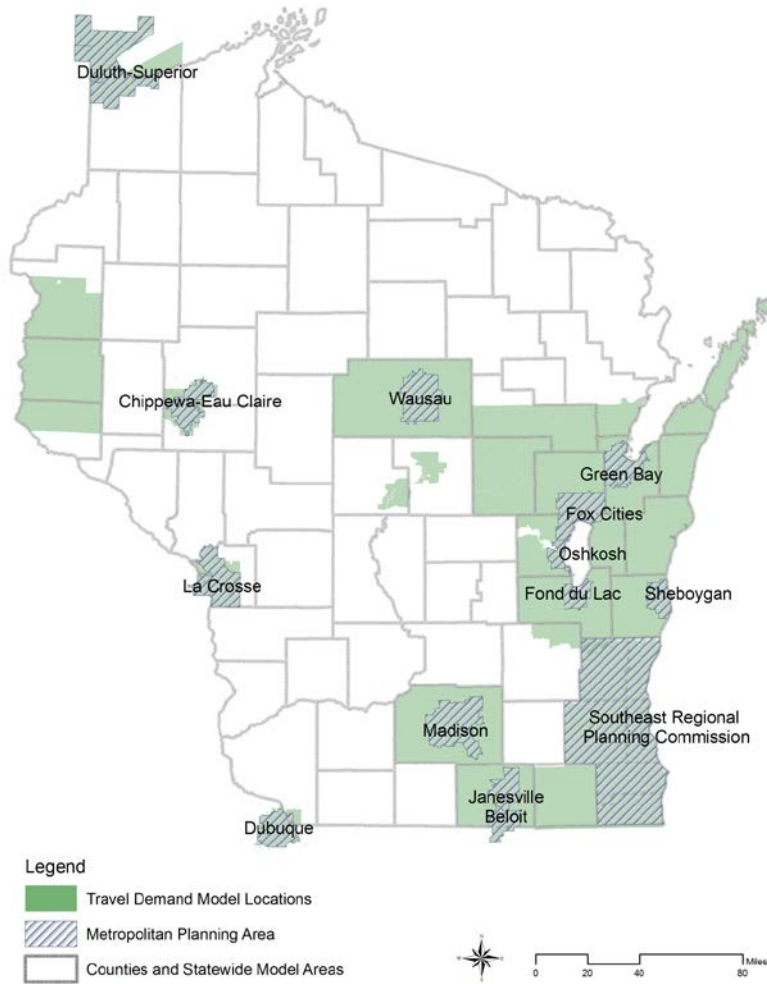 Duluth-Superior
Chippewa-Eau Claire
Wausau
Green Bay
Fox Cities
Oshkosh
La Crosse
Fond du Lac
Sheboygan
Madison
Southeast Regional
Planning Commission
Janesville
Beloit
Dubuque
Legend
Travel Demand Model Locations
Metropolitan Planning Area
Counties and Statewide Model Areas
Miles
0 20 40 80